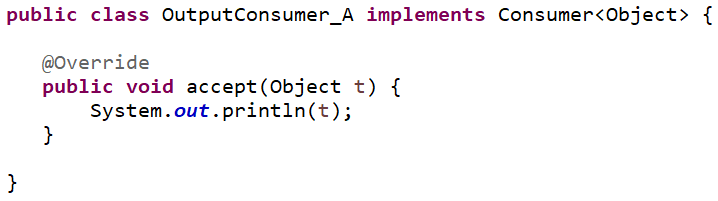 public class OutputConsumer_A implements Consumer<Object> {
@Override
public void accept(Object t) {
System.out.println(t);
}
}